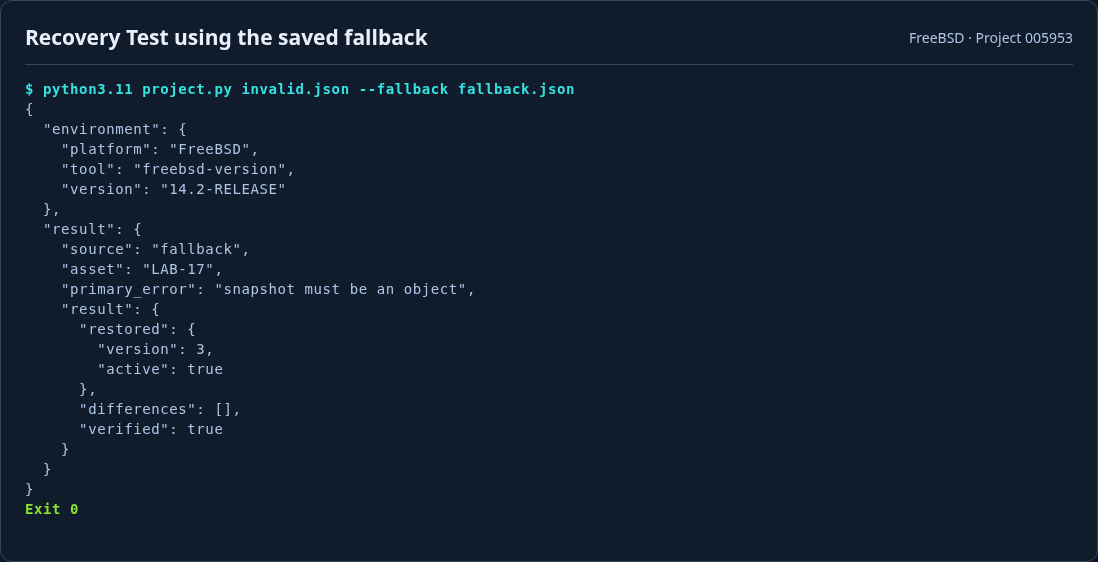 Recovery Test using the saved fallback
FreeBSD · Project 005953
$ python3.11 project.py invalid.json --fallback fallback.json
{
  "environment": {
    "platform": "FreeBSD",
    "tool": "freebsd-version",
    "version": "14.2-RELEASE"
  },
  "result": {
    "source": "fallback",
    "asset": "LAB-17",
    "primary_error": "snapshot must be an object",
    "result": {
      "restored": {
        "version": 3,
        "active": true
      },
      "differences": [],
      "verified": true
    }
  }
}
Exit 0